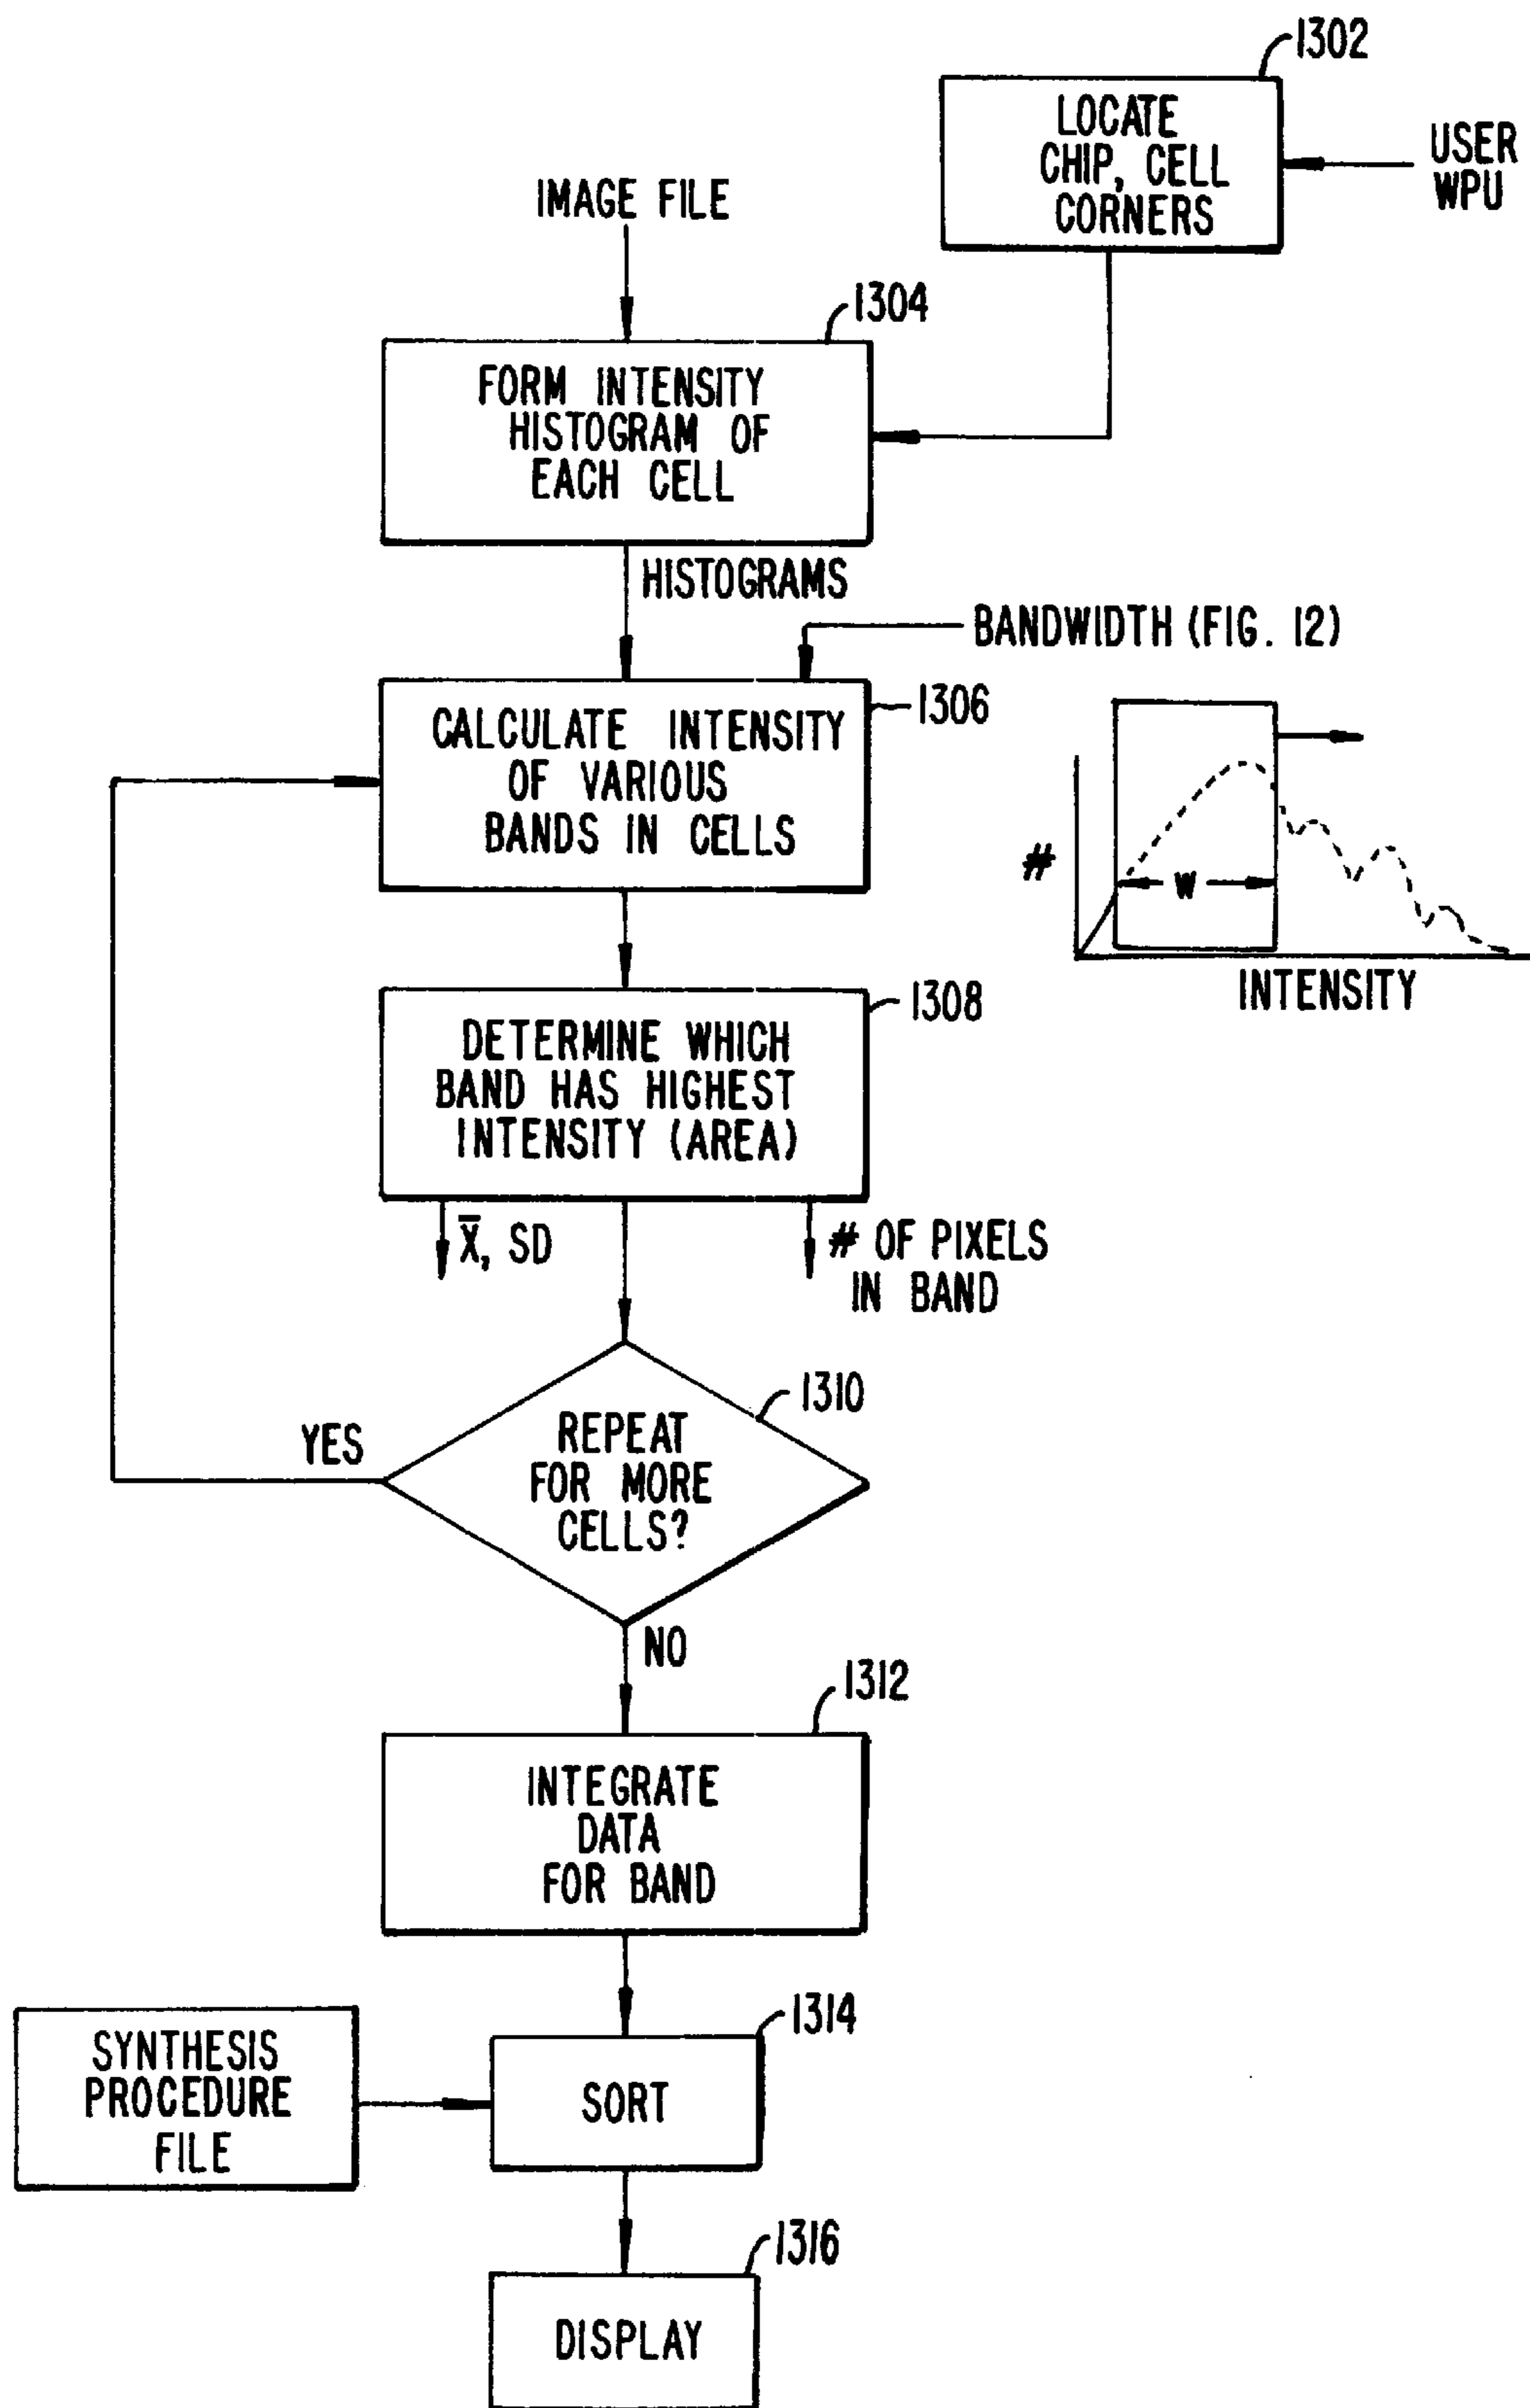 1302
LOCATE
CHIP, CELL
CORNERS
USER
WPU
IMAGE FILE
1304
FORM INTENSITY
HISTOGRAM OF
EACH CELL
HISTOGRAMS
BANDWIDTH (FIG. 12)
1306
CALCULATE INTENSITY
OF VARIOUS
BANDS IN CELLS
#
W
INTENSITY
1308
DETERMINE WHICH
BAND HAS HIGHEST
INTENSITY (AREA)
X̅, SD
# OF PIXELS
IN BAND
1310
REPEAT
FOR MORE
CELLS?
YES
NO
1312
INTEGRATE
DATA
FOR BAND
1314
SYNTHESIS
PROCEDURE
FILE
SORT
1316
DISPLAY